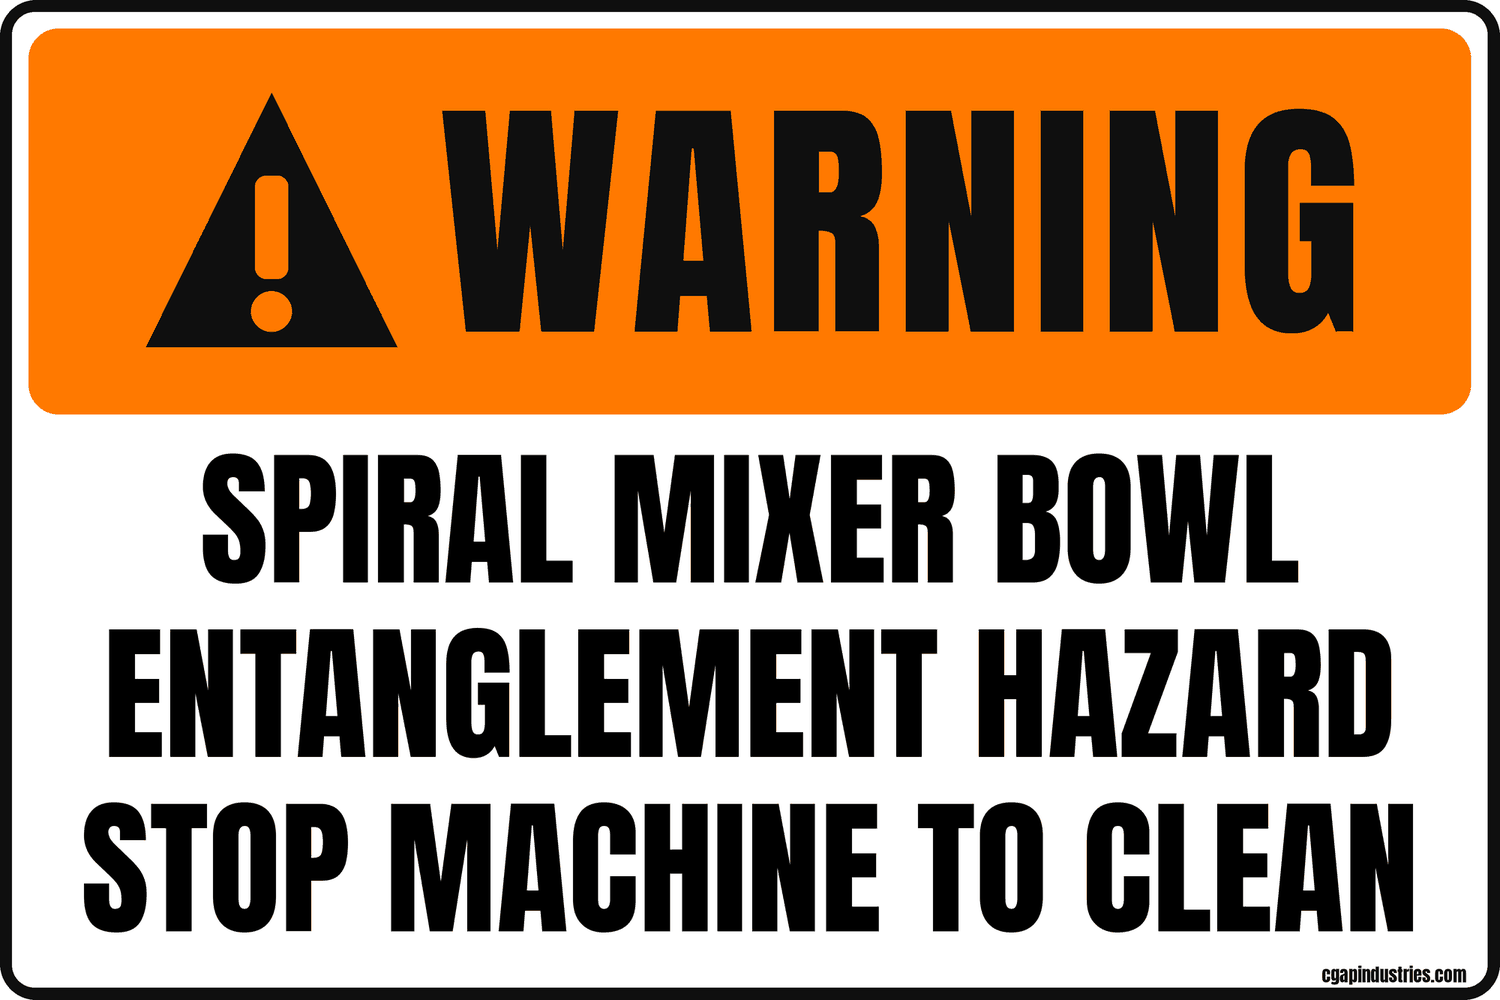 WARNING
SPIRAL MIXER BOWL
ENTANGLEMENT HAZARD
STOP MACHINE TO CLEAN
cgapindustries.com